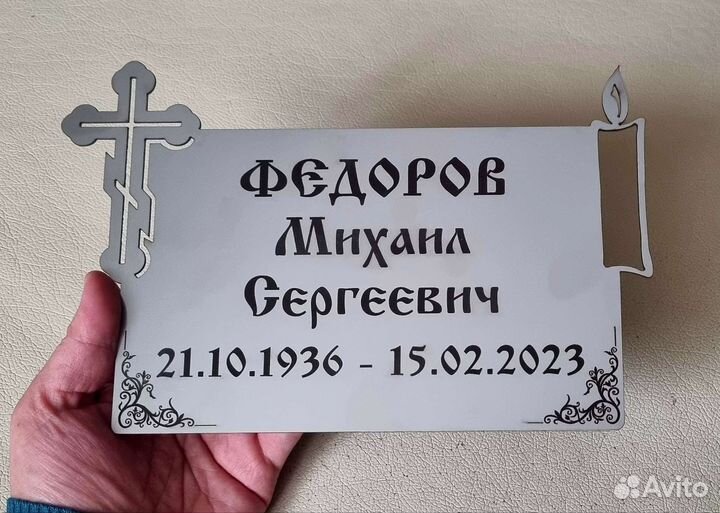 ФЕДОРОВ
Михаил
Сергеевич
21.10.1936 - 15.02.2023
Avito